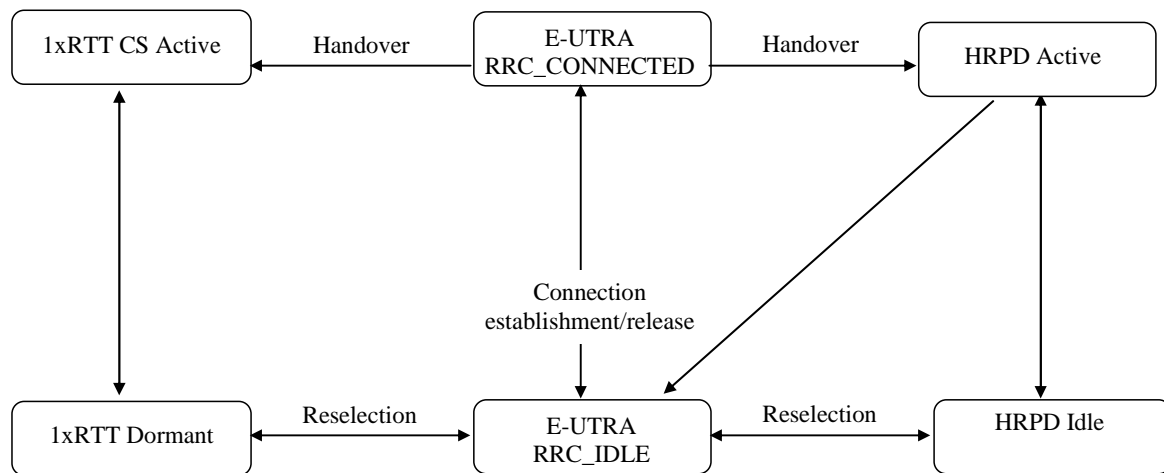 1xRTT CS Active
Handover
E-UTRA
RRC_CONNECTED
Handover
HRPD Active
Connection
establishment/release
1xRTT Dormant
Reselection
E-UTRA
RRC_IDLE
Reselection
HRPD Idle